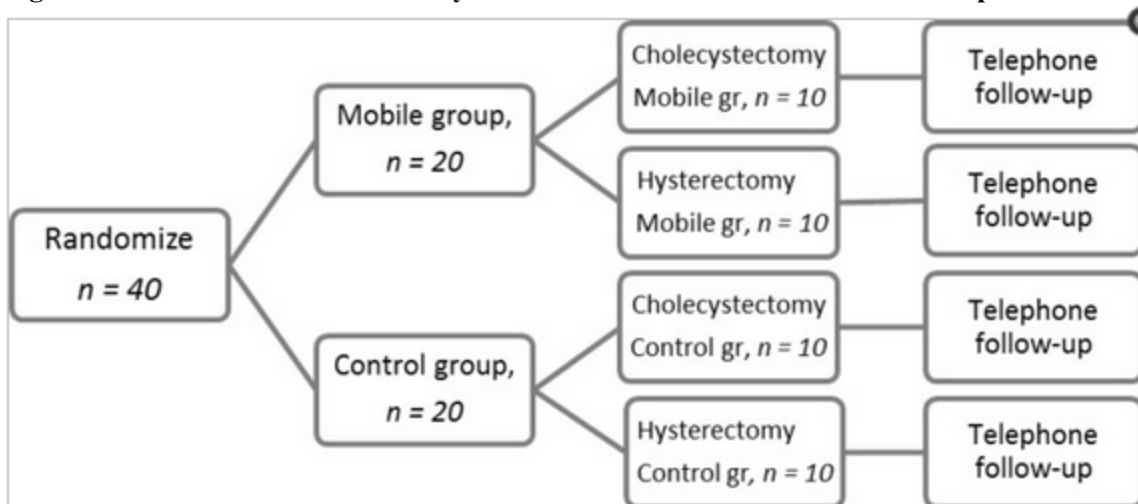 Randomize
n = 40
Mobile group,
n = 20
Control group,
n = 20
Cholecystectomy
Mobile gr, n = 10
Hysterectomy
Mobile gr, n = 10
Cholecystectomy
Control gr, n = 10
Hysterectomy
Control gr, n = 10
Telephone
follow-up
Telephone
follow-up
Telephone
follow-up
Telephone
follow-up